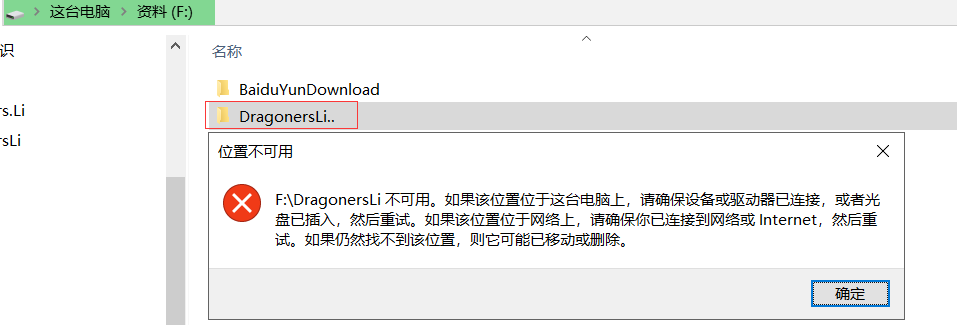 这台电脑 > 资料 (F:)
识
名称
BaiduYunDownload
rs.Li
DragonersLi..
rsLi
位置不可用
F:\DragonersLi 不可用。如果该位置位于这台电脑上，请确保设备或驱动器已连接，或者光
盘已插入，然后重试。如果该位置位于网络上，请确保你已连接到网络或 Internet，然后重
试。如果仍然找不到该位置，则它可能已移动或删除。
确定